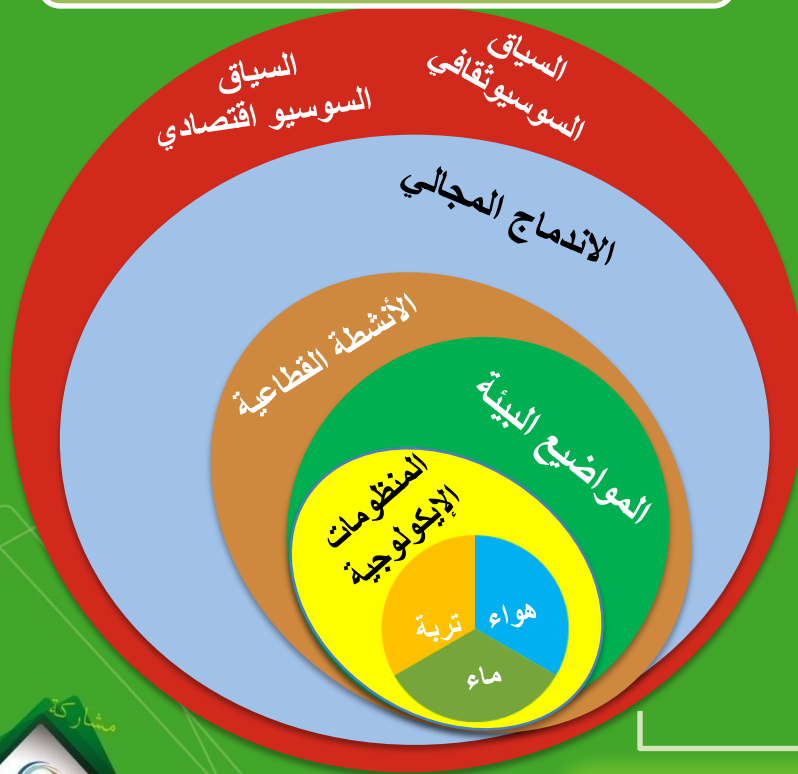 السياق
السوسيوثقافي
السياق
السوسيو اقتصادي
الاندماج المجالي
الأنشطة القطاعية
المواضيع البيئة
المنظومات
الإيكولوجية
هواء
تربة
ماء
مشاركة